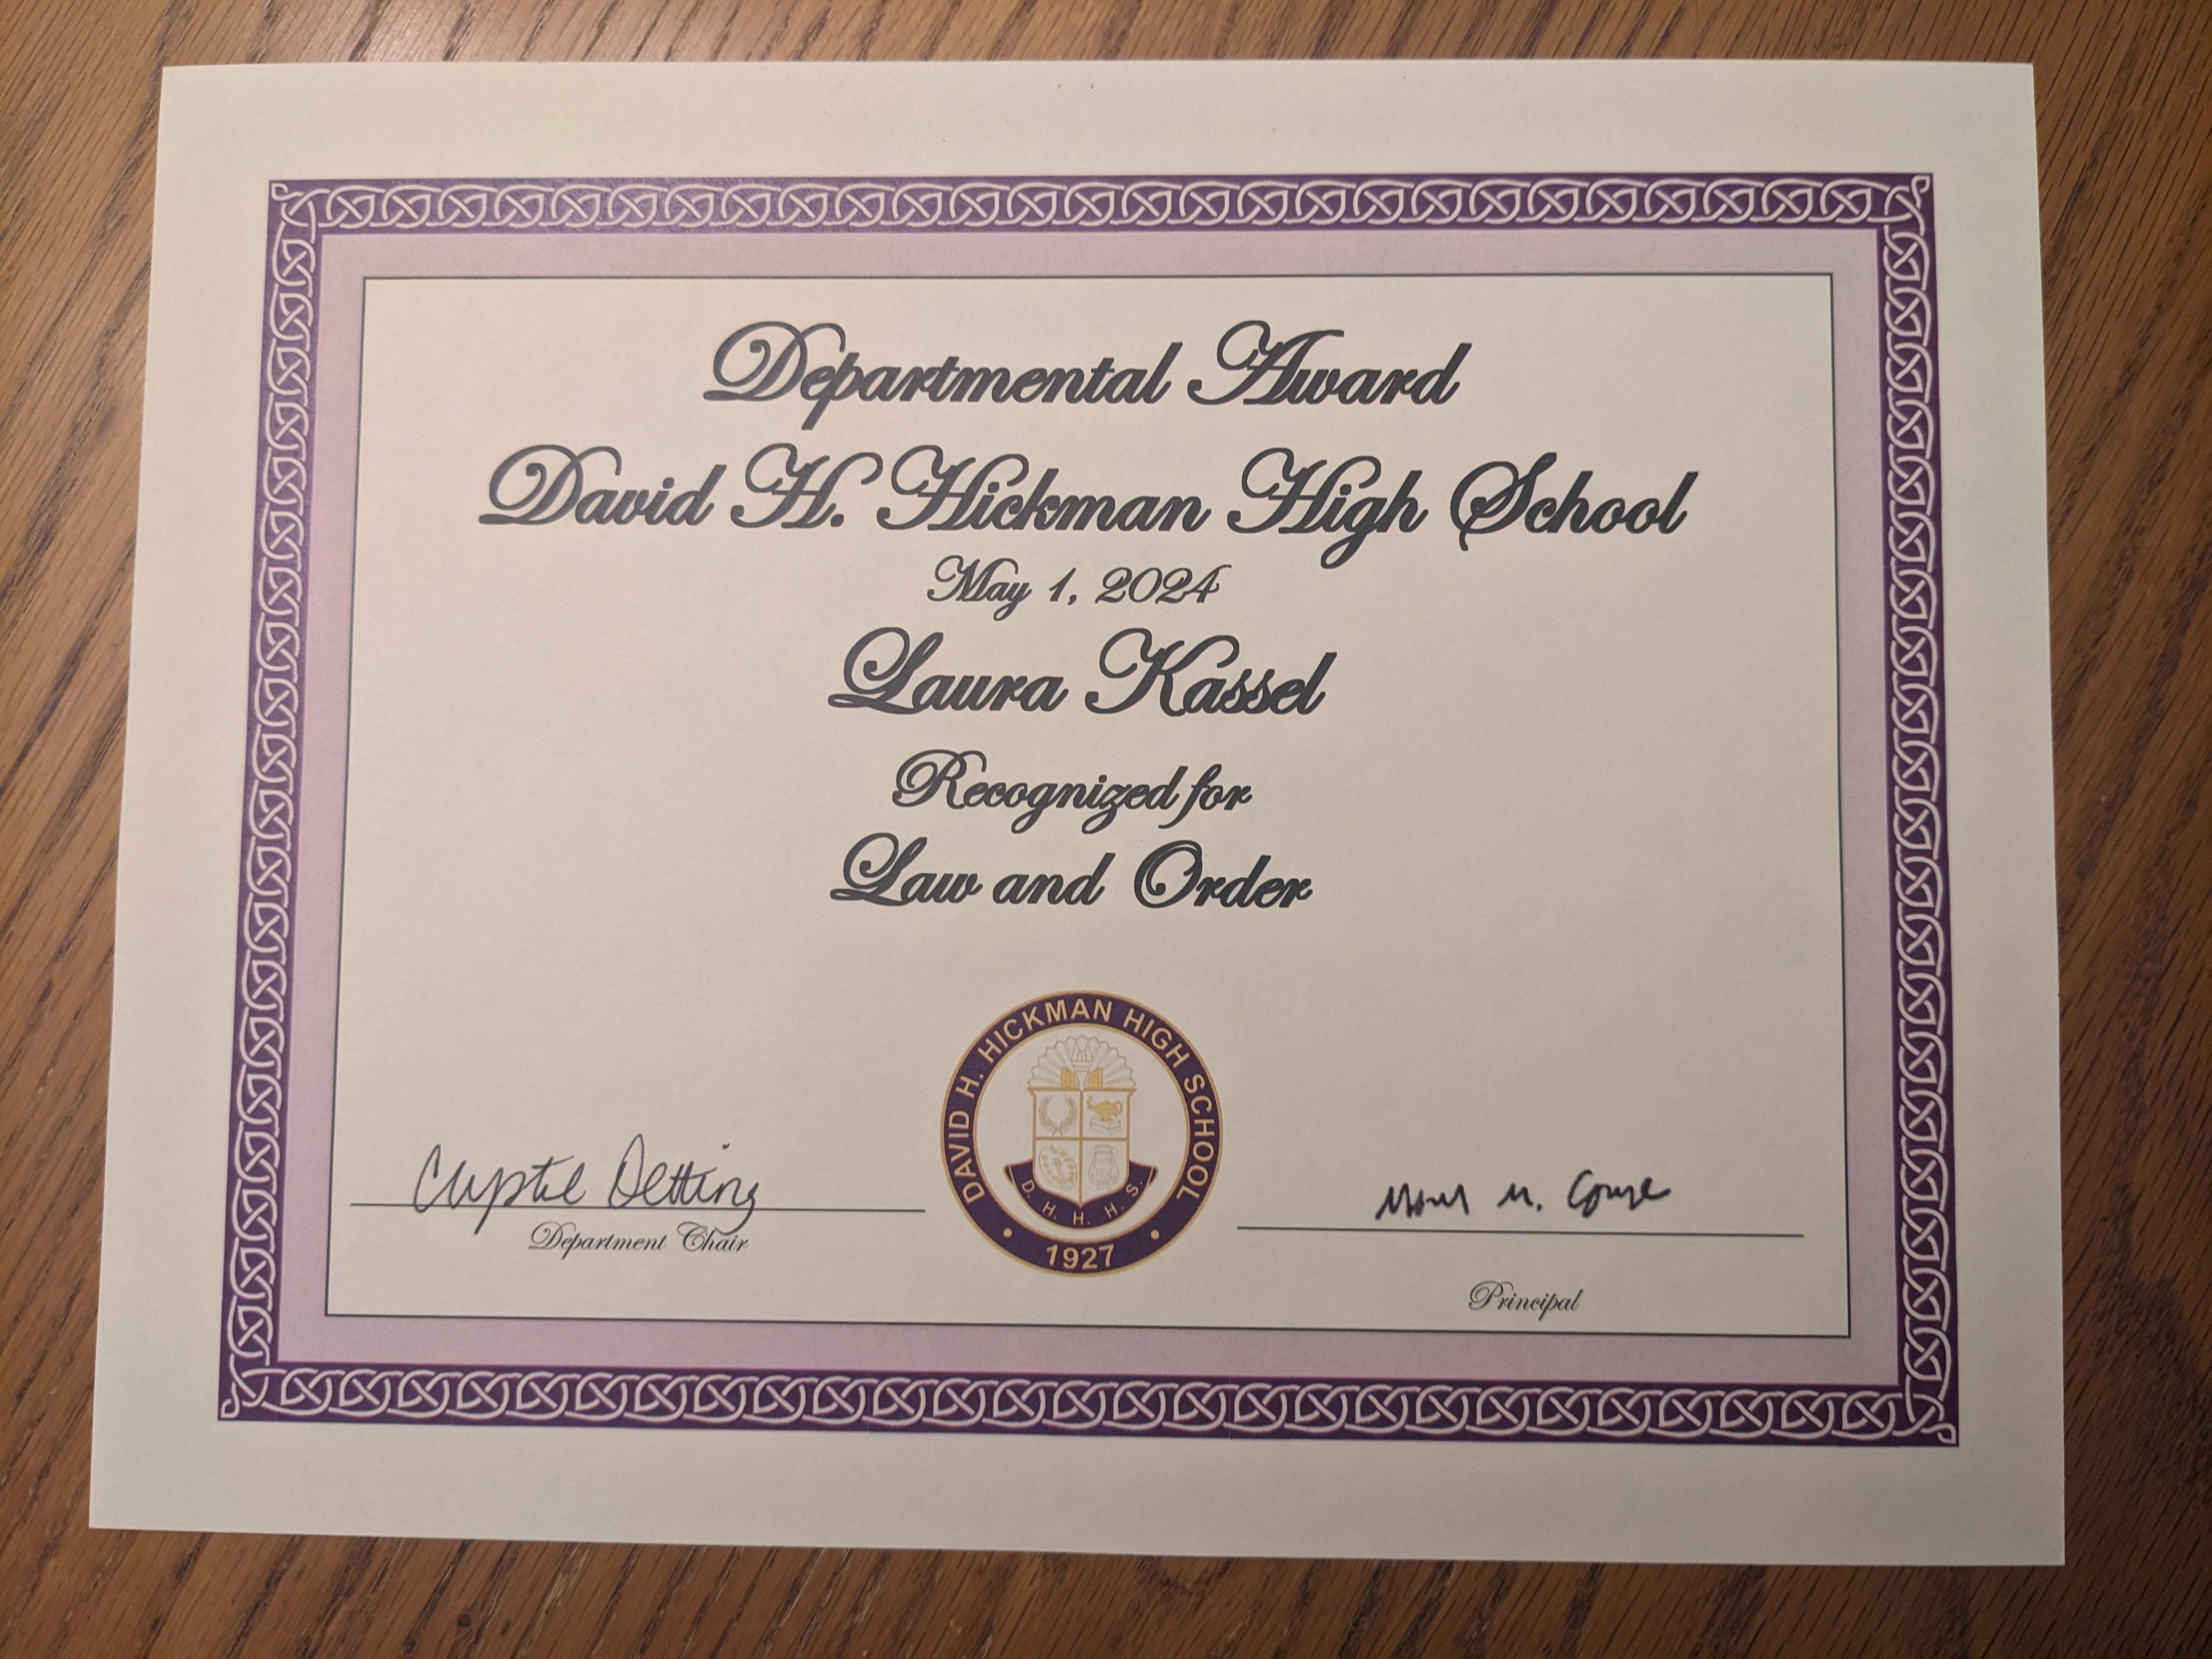 Departmental Award
David H. Hickman High School
May 1, 2024
Laura Kassel
Recognized for
Law and Order
DAVID H. HICKMAN HIGH SCHOOL
D. H. H. S.
1927
Department Chair
Principal